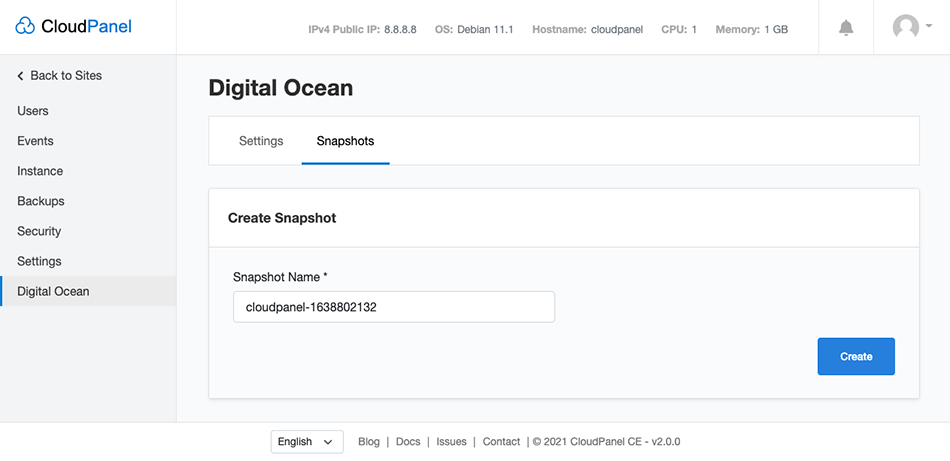 CloudPanel
IPv4 Public IP: 8.8.8.8 OS: Debian 11.1 Hostname: cloudpanel CPU: 1 Memory: 1 GB
Back to Sites
Users
Events
Instance
Backups
Security
Settings
Digital Ocean
Digital Ocean
Settings Snapshots
Create Snapshot
Snapshot Name *
cloudpanel-1638802132
Create
English Blog | Docs | Issues | Contact | © 2021 CloudPanel CE - v2.0.0